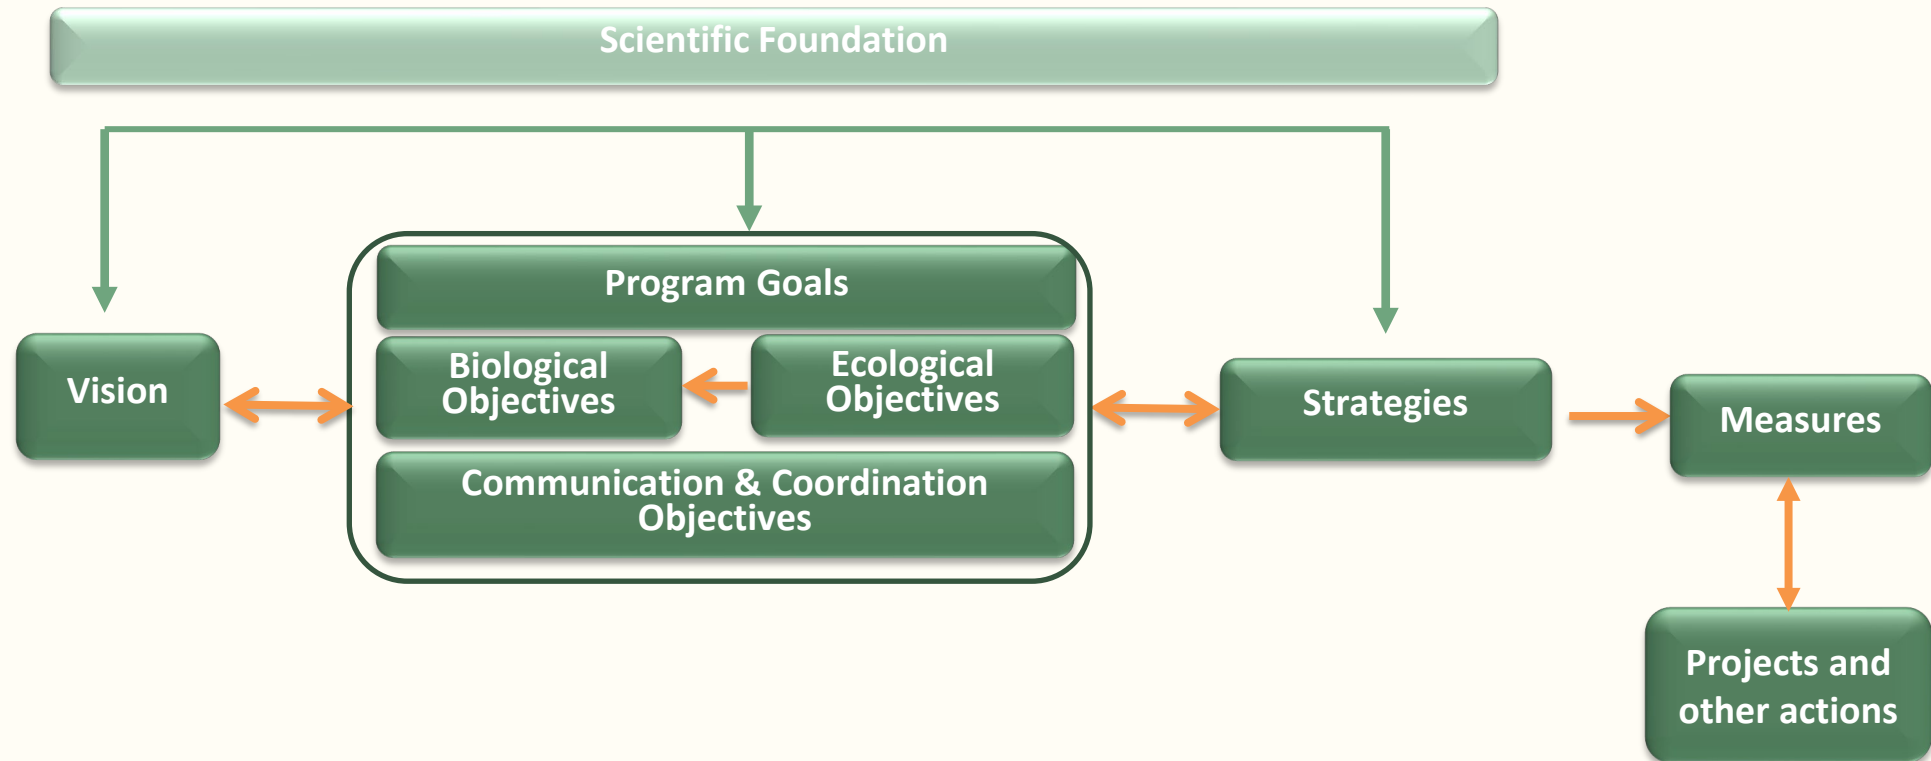 Scientific Foundation
Program Goals
Vision
Biological
Objectives
Ecological
Objectives
Strategies
Measures
Communication & Coordination
Objectives
Projects and
other actions